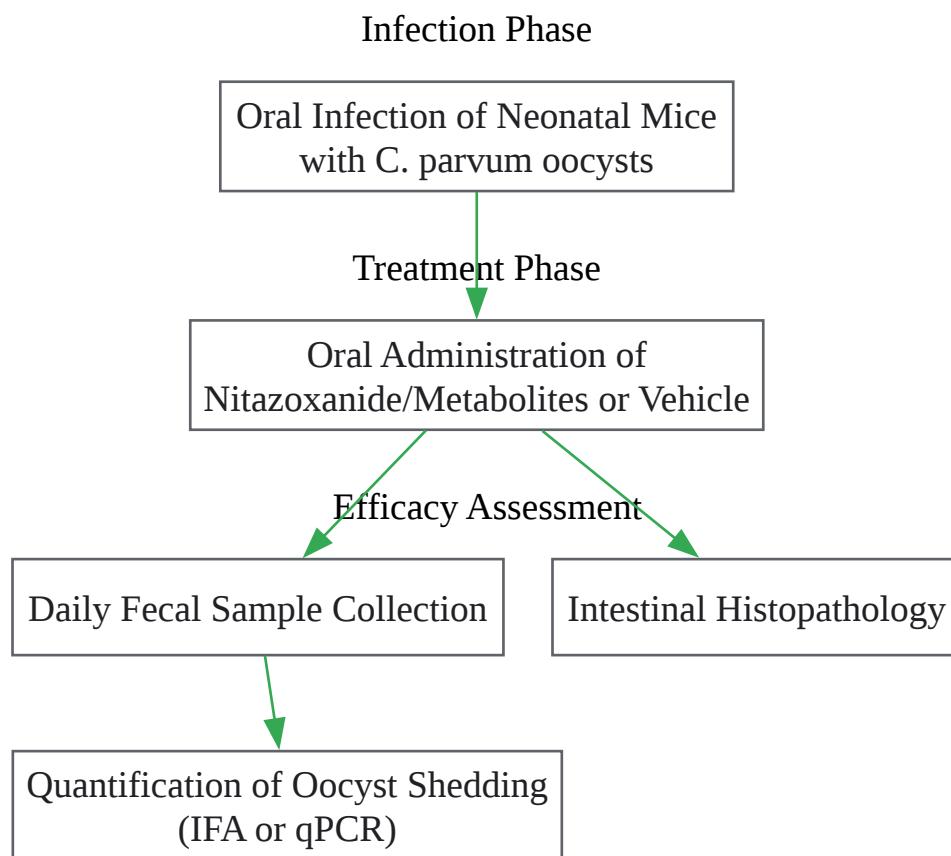 Infection Phase
Oral Infection of Neonatal Mice
with C. parvum oocysts
Treatment Phase
Oral Administration of
Nitazoxanide/Metabolites or Vehicle
Efficacy Assessment
Daily Fecal Sample Collection
Intestinal Histopathology
Quantification of Oocyst Shedding
(IFA or qPCR)